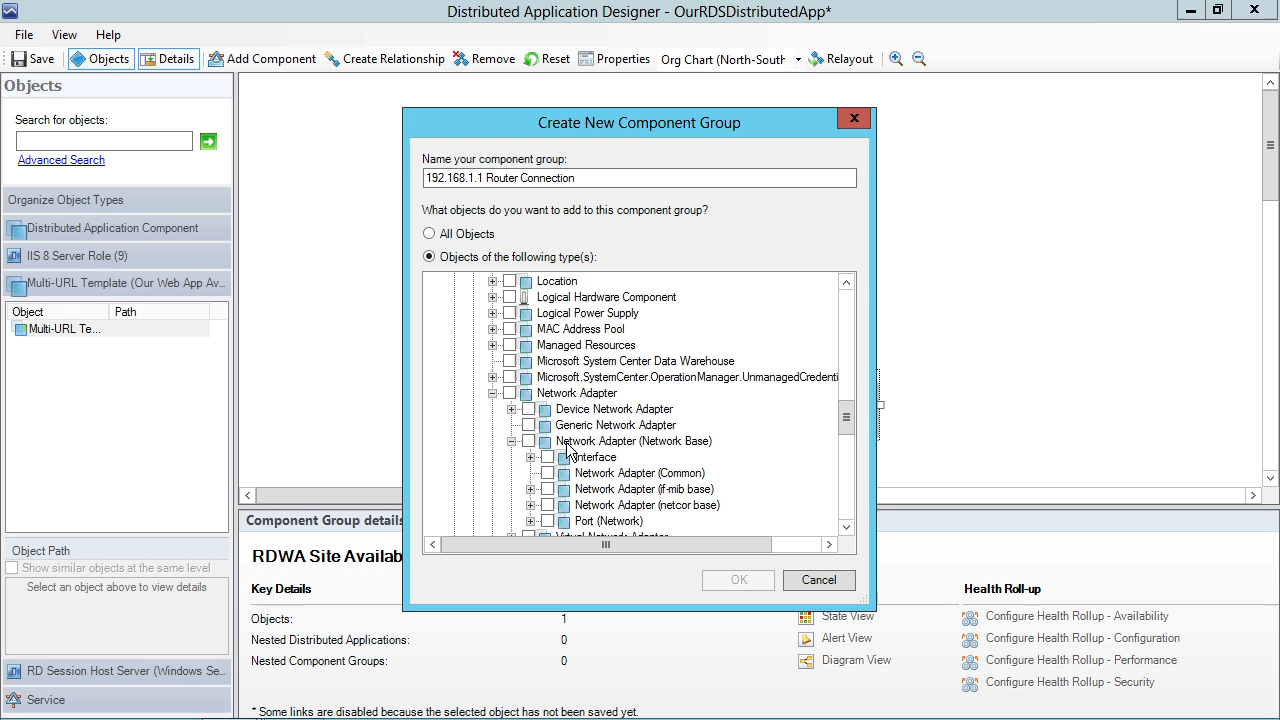 Distributed Application Designer - OurRDSDistributedApp*
File View Help
Save Objects Details Add Component Create Relationship Remove Reset Properties Org Chart (North-South Relayout
Objects
Search for objects:
Advanced Search
Organize Object Types
Distributed Application Component
IIS 8 Server Role (9)
Multi-URL Template (Our Web App Av...
Object Path
Multi-URL Te...
Object Path
Show similar objects at the same level
Select an object above to view details
RD Session Host Server (Windows Se...
Service
Create New Component Group
Name your component group:
192.168.1.1 Router Connection
What objects do you want to add to this component group?
All Objects
Objects of the following type(s):
Location
Logical Hardware Component
Logical Power Supply
MAC Address Pool
Managed Resources
Microsoft System Center Data Warehouse
Microsoft.SystemCenter.OperationManager.UnmanagedCredenti
Network Adapter
Device Network Adapter
Generic Network Adapter
Network Adapter (Network Base)
Interface
Network Adapter (Common)
Network Adapter (if-mib base)
Network Adapter (netcor base)
Port (Network)
Virtual Network Adapter
OK Cancel
Component Group details
RDWA Site Availab
Key Details
Objects: 1
Nested Distributed Applications: 0
Nested Component Groups: 0
* Some links are disabled because the selected object has not been saved yet.
State View
Alert View
Diagram View
Health Roll-up
Configure Health Rollup - Availability
Configure Health Rollup - Configuration
Configure Health Rollup - Performance
Configure Health Rollup - Security